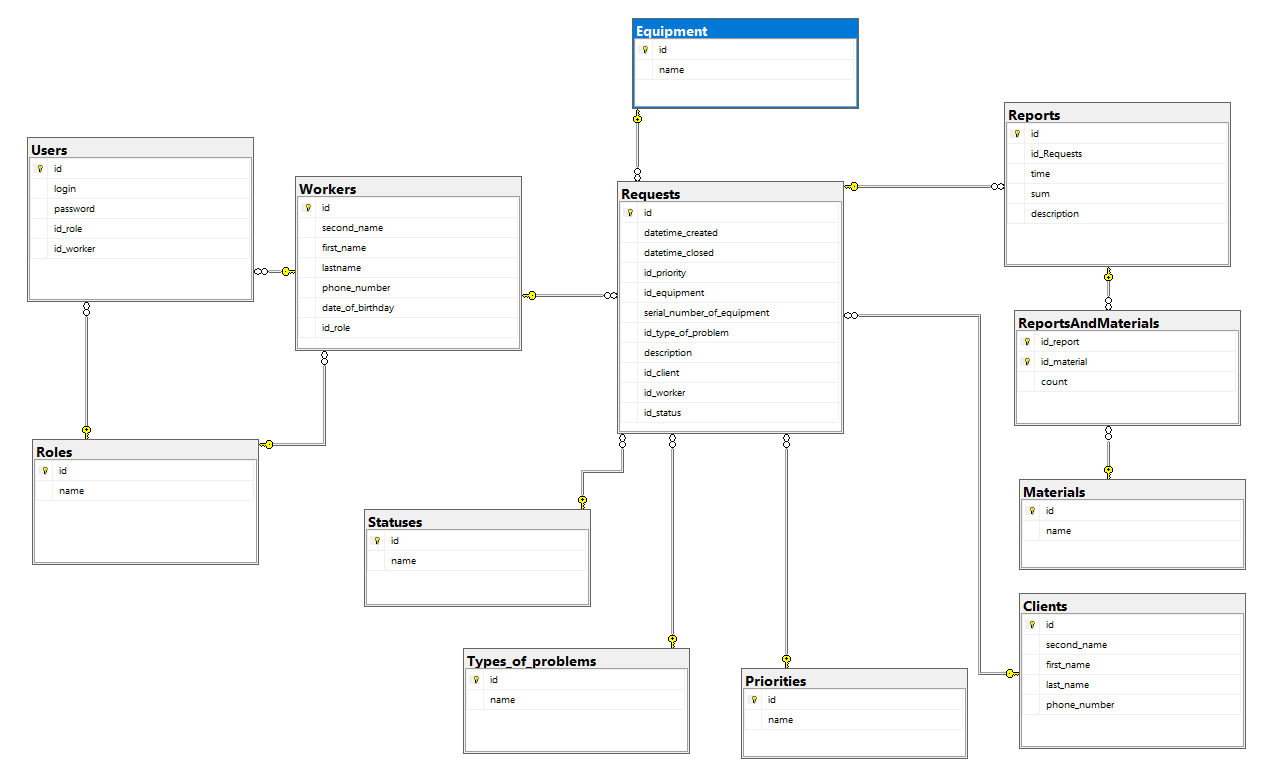 Equipment
id
name
Users
id
login
password
id_role
id_worker
Workers
id
second_name
first_name
lastname
phone_number
date_of_birthday
id_role
Requests
id
datetime_created
datetime_closed
id_priority
id_equipment
serial_number_of_equipment
id_type_of_problem
description
id_client
id_worker
id_status
Reports
id
id_Requests
time
sum
description
ReportsAndMaterials
id_report
id_material
count
Roles
id
name
Statuses
id
name
Materials
id
name
Types_of_problems
id
name
Priorities
id
name
Clients
id
second_name
first_name
last_name
phone_number